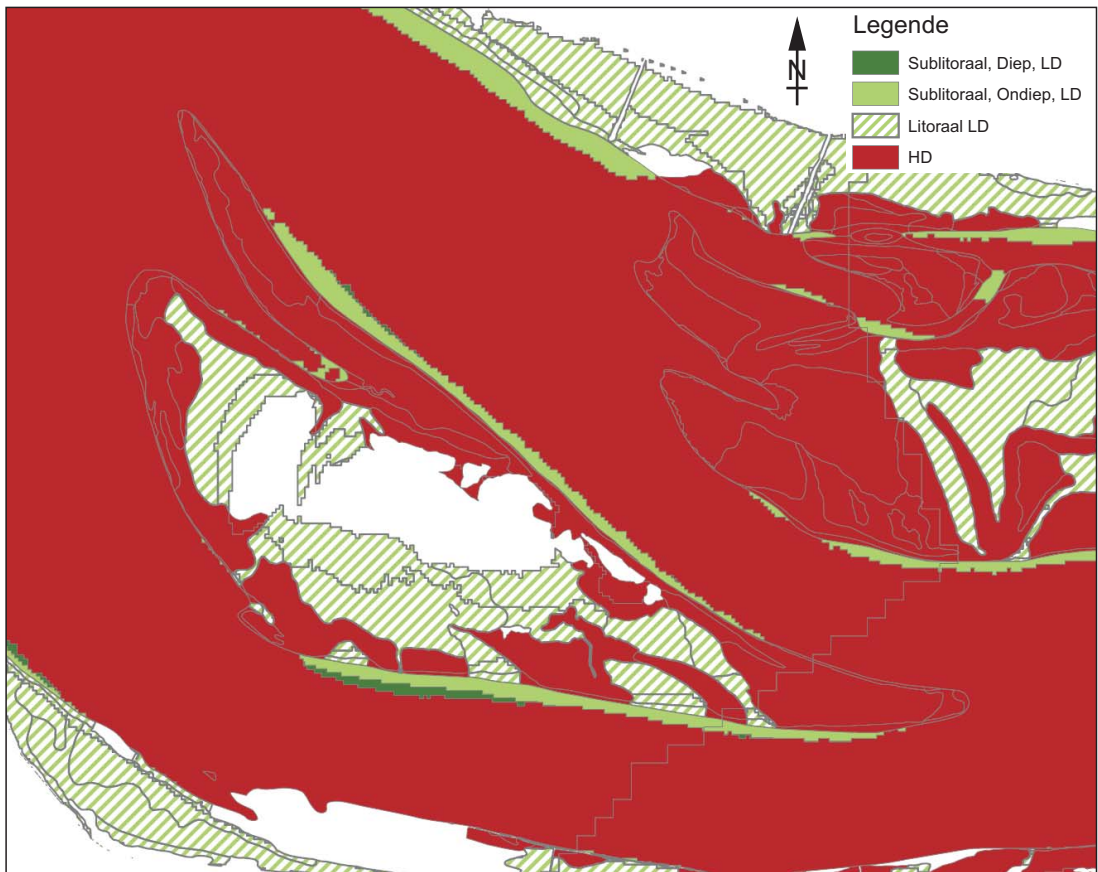 Legende
N
Sublitoraal, Diep, LD
Sublitoraal, Ondiep, LD
Litoraal LD
HD